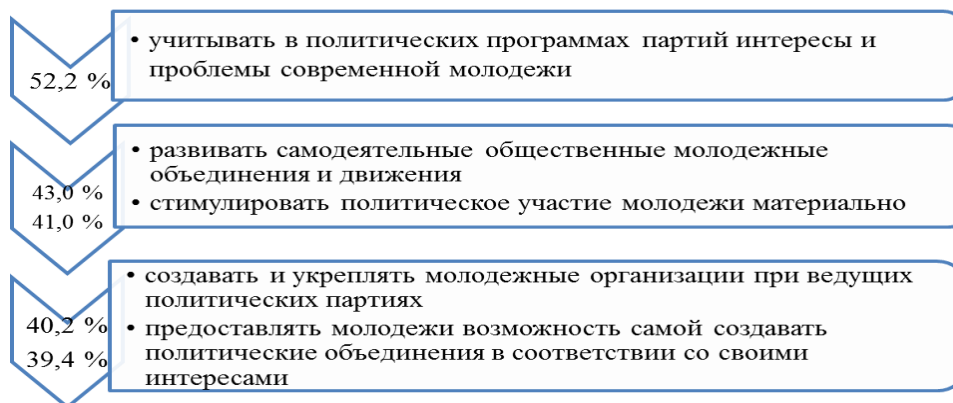 52,2 %
• учитывать в политических программах партий интересы и
проблемы современной молодежи
43,0 %
41,0 %
• развивать самодеятельные общественные молодежные
объединения и движения
• стимулировать политическое участие молодежи материально
40,2 %
39,4 %
• создавать и укреплять молодежные организации при ведущих
политических партиях
• предоставлять молодежи возможность самой создавать
политические объединения в соответствии со своими
интересами